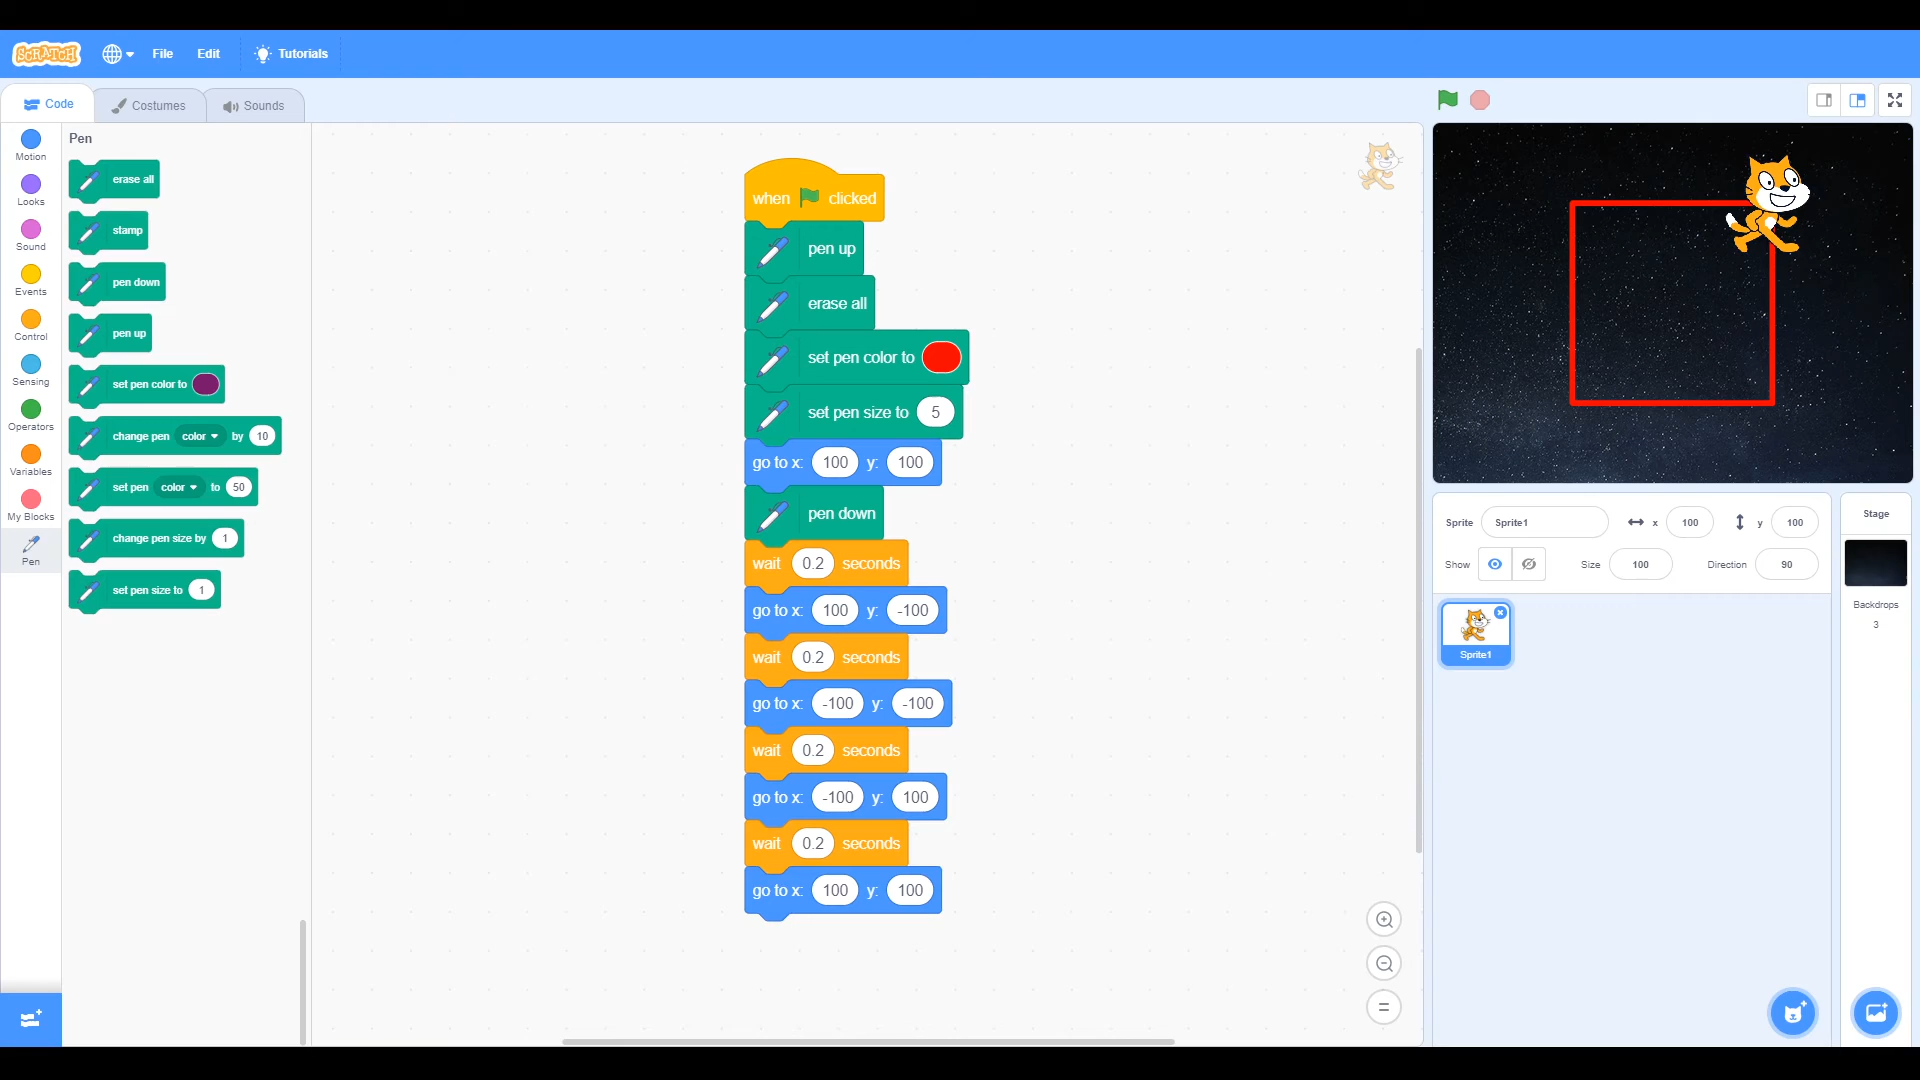 SCRATCH File Edit Tutorials
Code Costumes Sounds
Motion
Looks
Sound
Events
Control
Sensing
Operators
Variables
My Blocks
Pen
Pen
erase all
stamp
pen down
pen up
set pen color to
change pen color by 10
set pen color to 50
change pen size by 1
set pen size to 1
when clicked
pen up
erase all
set pen color to
set pen size to 5
go to x: 100 y: 100
pen down
wait 0.2 seconds
go to x: 100 y: -100
wait 0.2 seconds
go to x: -100 y: -100
wait 0.2 seconds
go to x: -100 y: 100
wait 0.2 seconds
go to x: 100 y: 100
Sprite Sprite1 x 100 y 100
Show Size 100 Direction 90
Sprite1
Stage
Backdrops
3